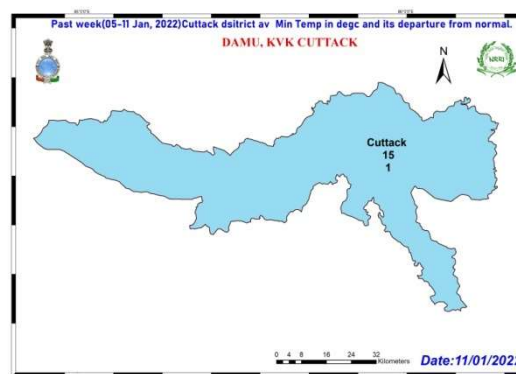 Past week(05-11 Jan, 2022)Cuttack dsitrict av Min Temp in degc and its departure from normal.
DAMU, KVK CUTTACK
N
Cuttack
15
1
0 4 8 16 24 32
Kilometers
Date:11/01/2022